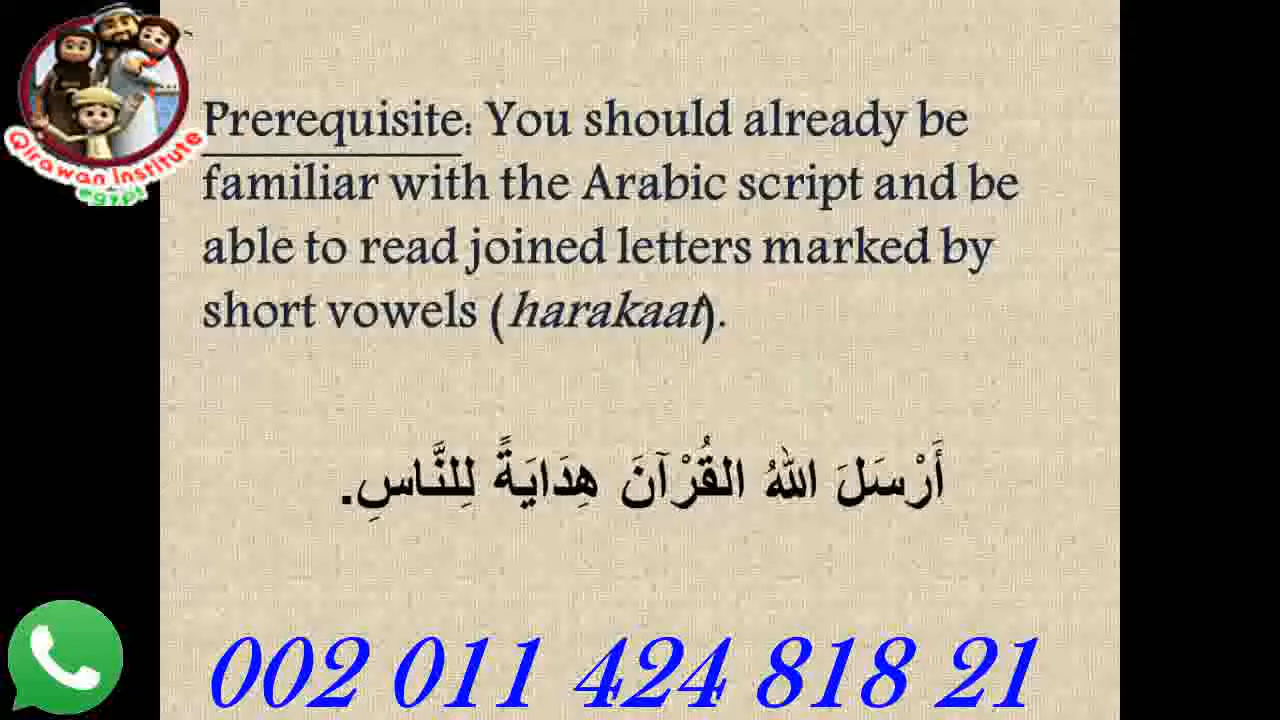 Qirawan Institute
egypt
Prerequisite: You should already be
familiar with the Arabic script and be
able to read joined letters marked by
short vowels (harakaat).
أَرْسَلَ اللهُ القُرْآنَ هِدَايَةً لِلنَّاسِ.
002 011 424 818 21